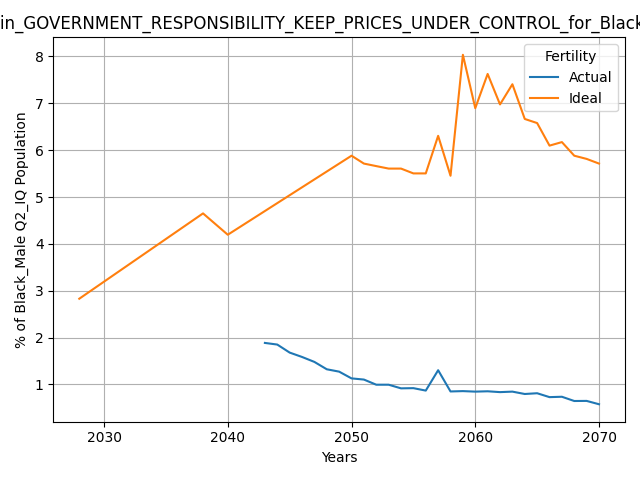 in_GOVERNMENT_RESPONSIBILITY_KEEP_PRICES_UNDER_CONTROL_for_Black
Fertility
Actual
Ideal
% of Black_Male Q2_IQ Population
8
7
6
5
4
3
2
1
2030 2040 2050 2060 2070
Years